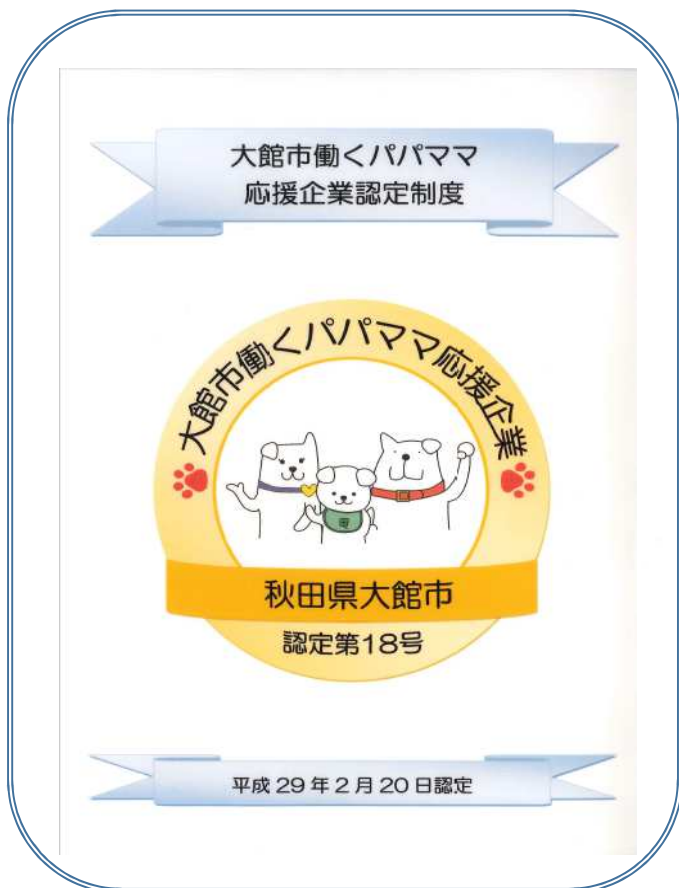 大館市働くパパママ
応援企業認定制度
大館市働くパパママ応援企業
秋田県大館市
認定第18号
平成29年2月20日認定